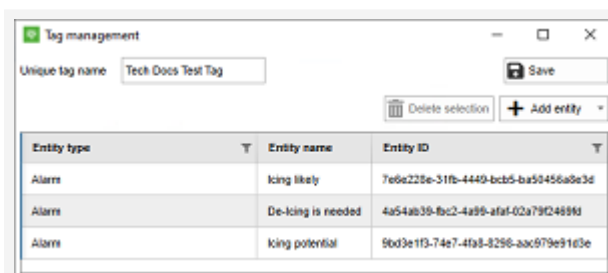 Tag management
Unique tag name Tech Docs Test Tag Save
Delete selection Add entity
Entity type Entity name Entity ID
Alarm Icing likely 7e6e228e-31fb-4449-bcb5-ba50456a8e3d
Alarm De-Icing is needed 4a54ab39-fbc2-4a99-afaf-02a79f2469fd
Alarm Icing potential 9bd3e1f3-74e7-4fa8-8298-aac979e91d3e